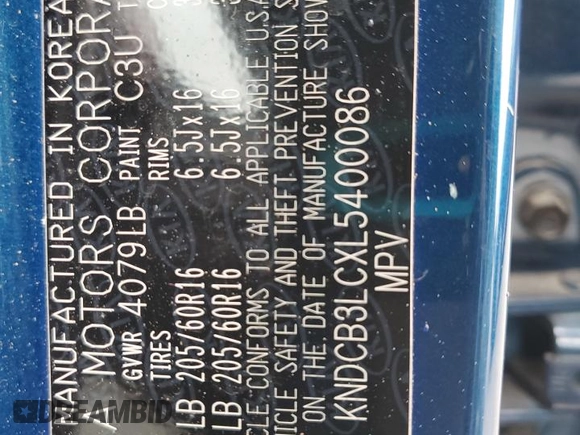 MANUFACTURED IN KOREA
MOTORS CORPORA
GVWR 4079LB PAINT C3U
TIRES RIMS
LB 205/60R16 6.5Jx16
LB 205/60R16 6.5Jx16
CLE CONFORMS TO ALL APPLICABLE U.S.A
HICLE SAFETY AND THEFT PREVENTION S
ON THE DATE OF MANUFACTURE SHOW
KNDCB3LCXL5400086
MPV
DREAMBID